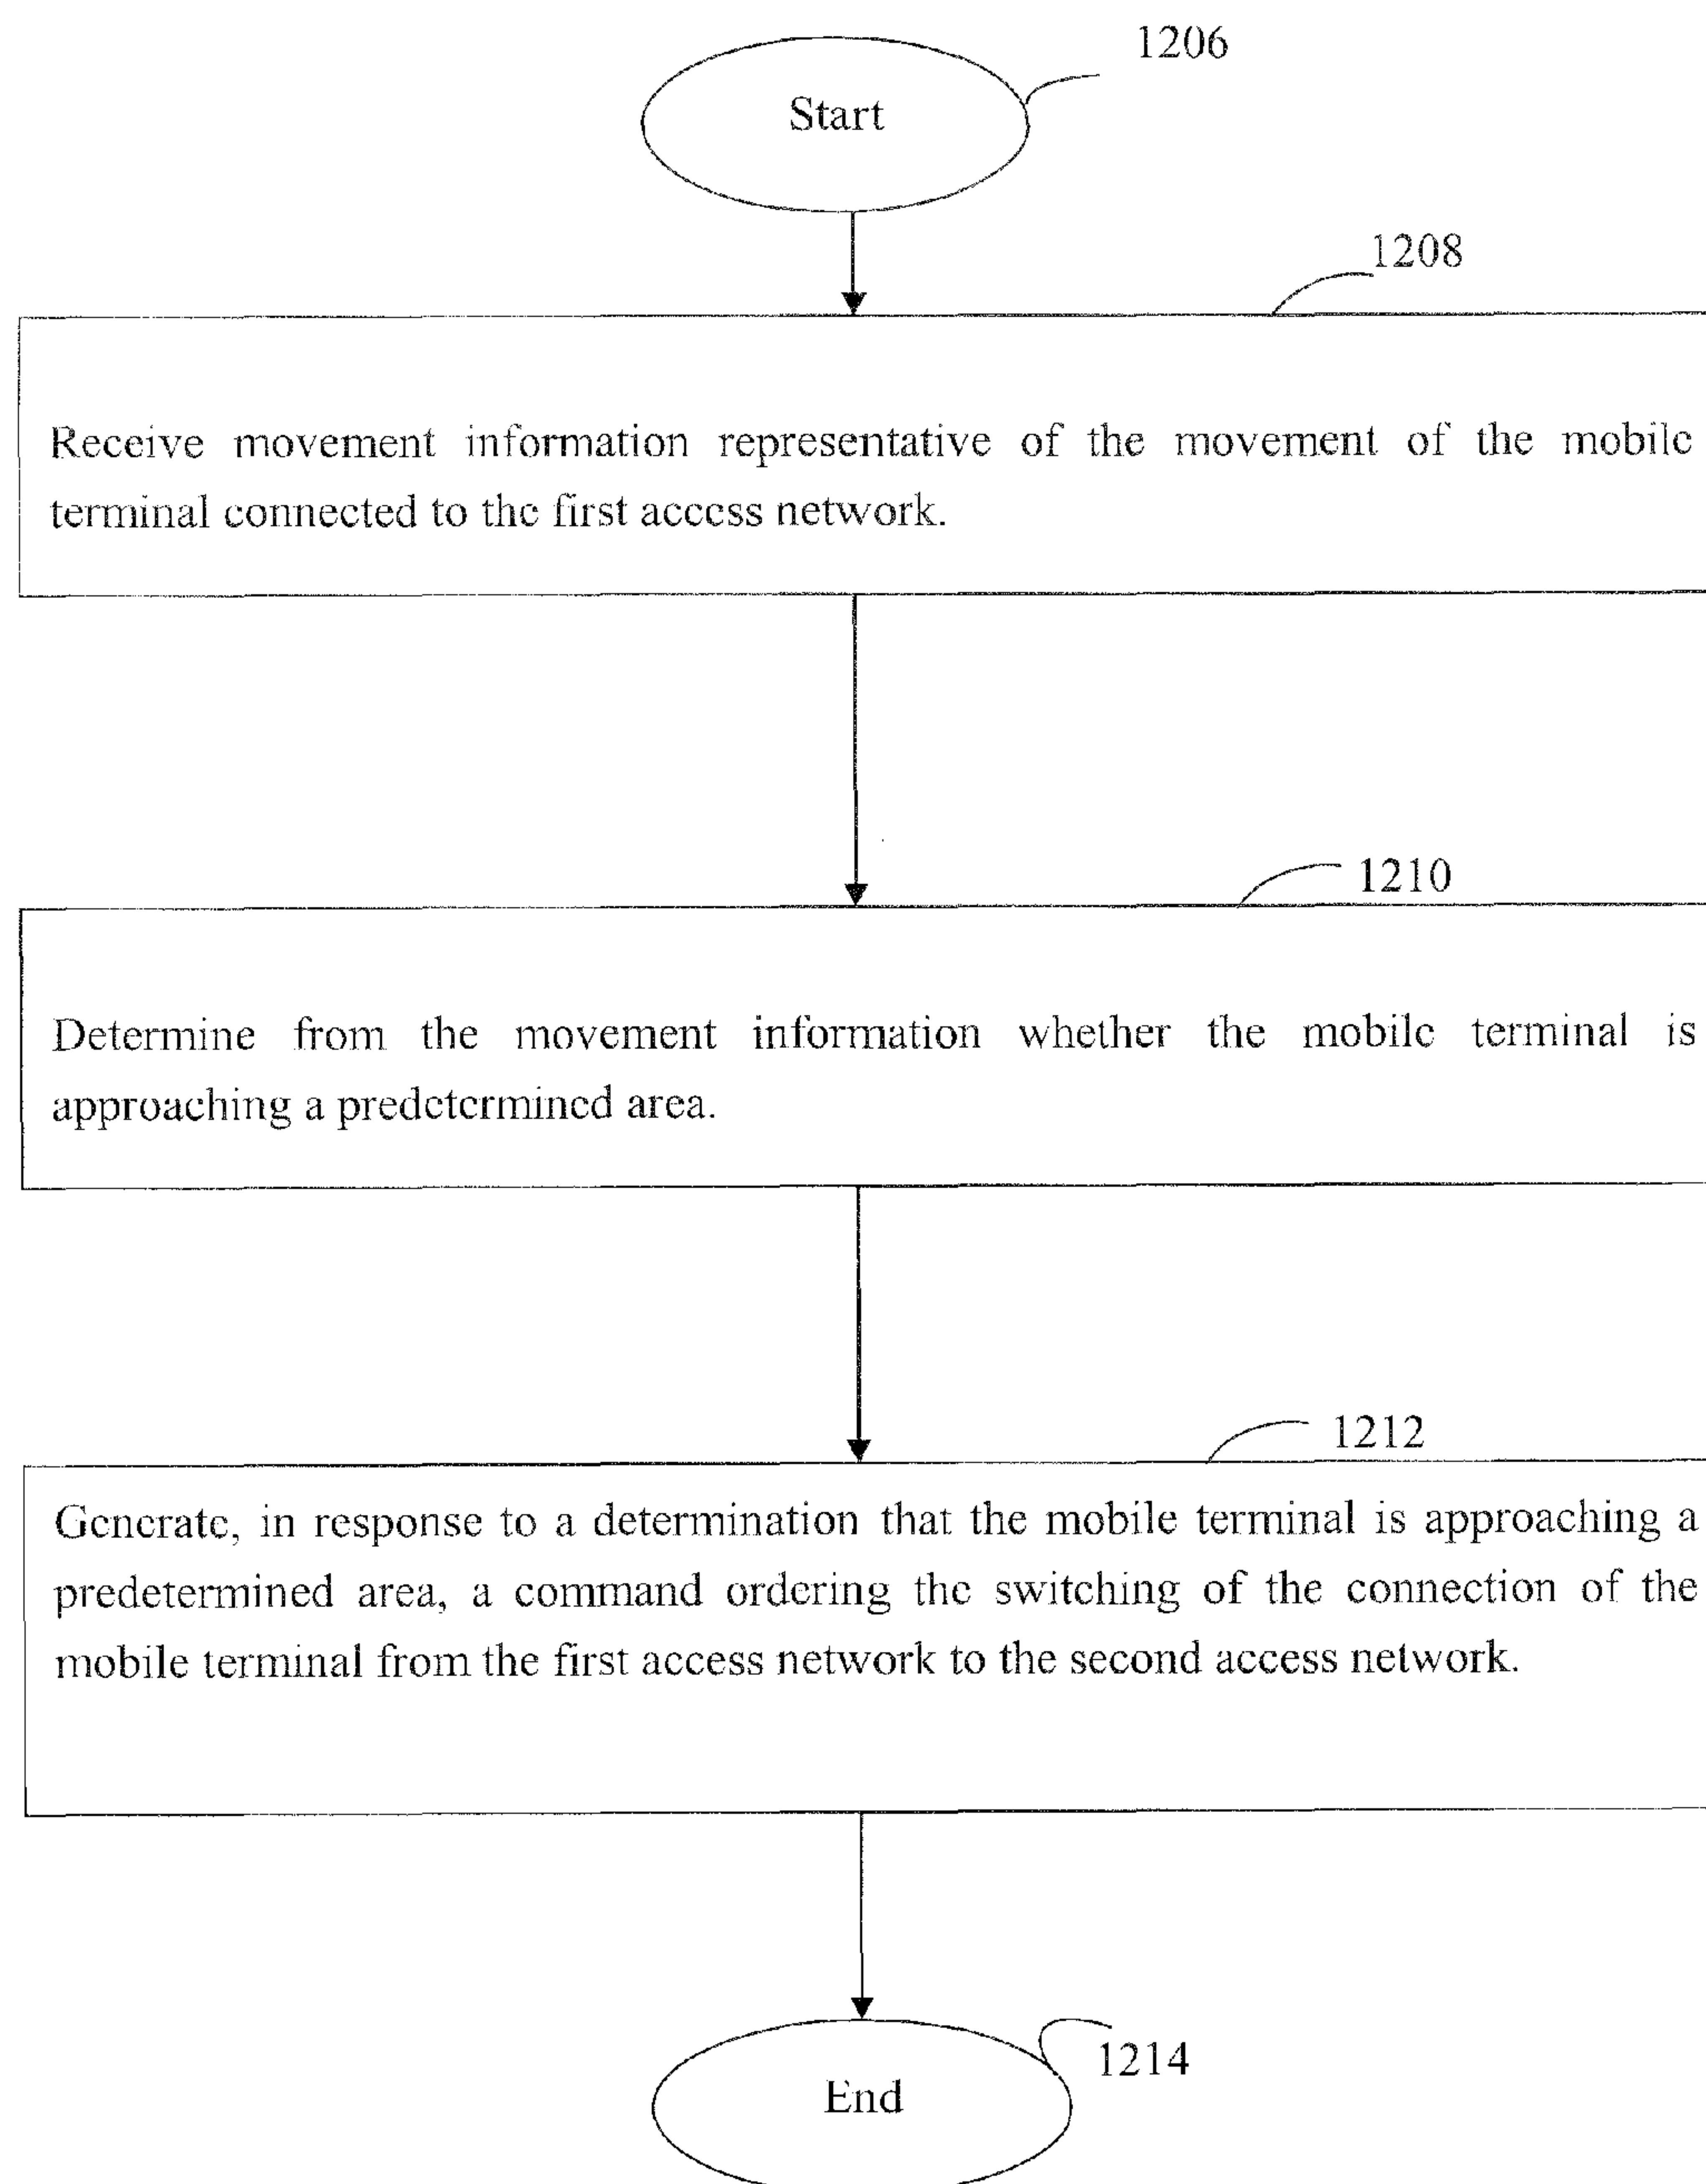 1206
Start
1208
Receive movement information representative of the movement of the mobile
terminal connected to the first access network.
1210
Determine from the movement information whether the mobile terminal is
approaching a predetermined area.
1212
Generate, in response to a determination that the mobile terminal is approaching a
predetermined area, a command ordering the switching of the connection of the
mobile terminal from the first access network to the second access network.
1214
End